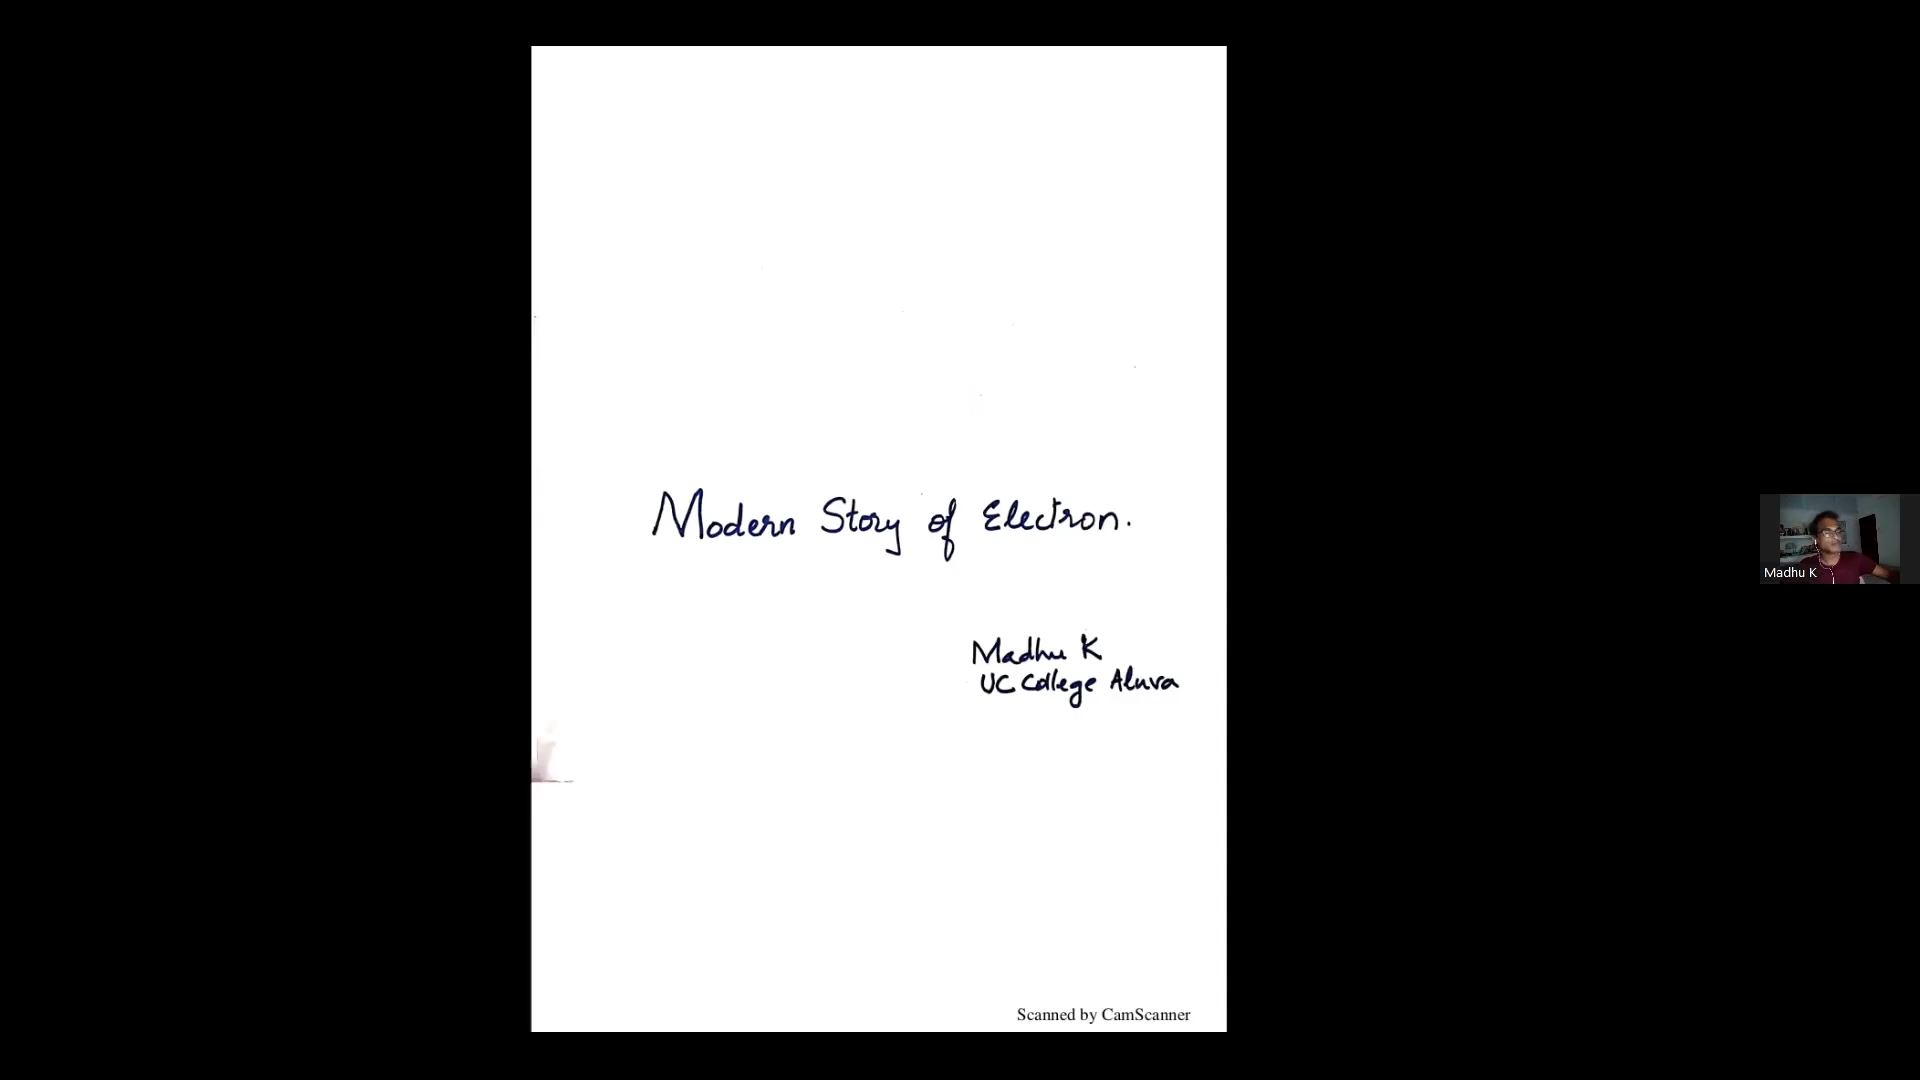 Modern Story of Electron.
Madhu K
UC College Aluva
Madhu K
Scanned by CamScanner